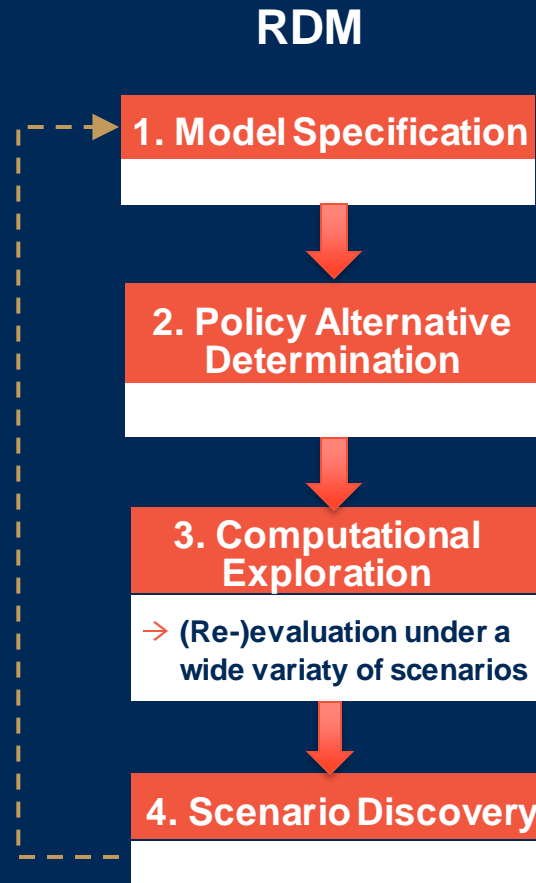 RDM
1. Model Specification
2. Policy Alternative
Determination
3. Computational
Exploration
→ (Re-)evaluation under a
wide variaty of scenarios
4. Scenario Discovery